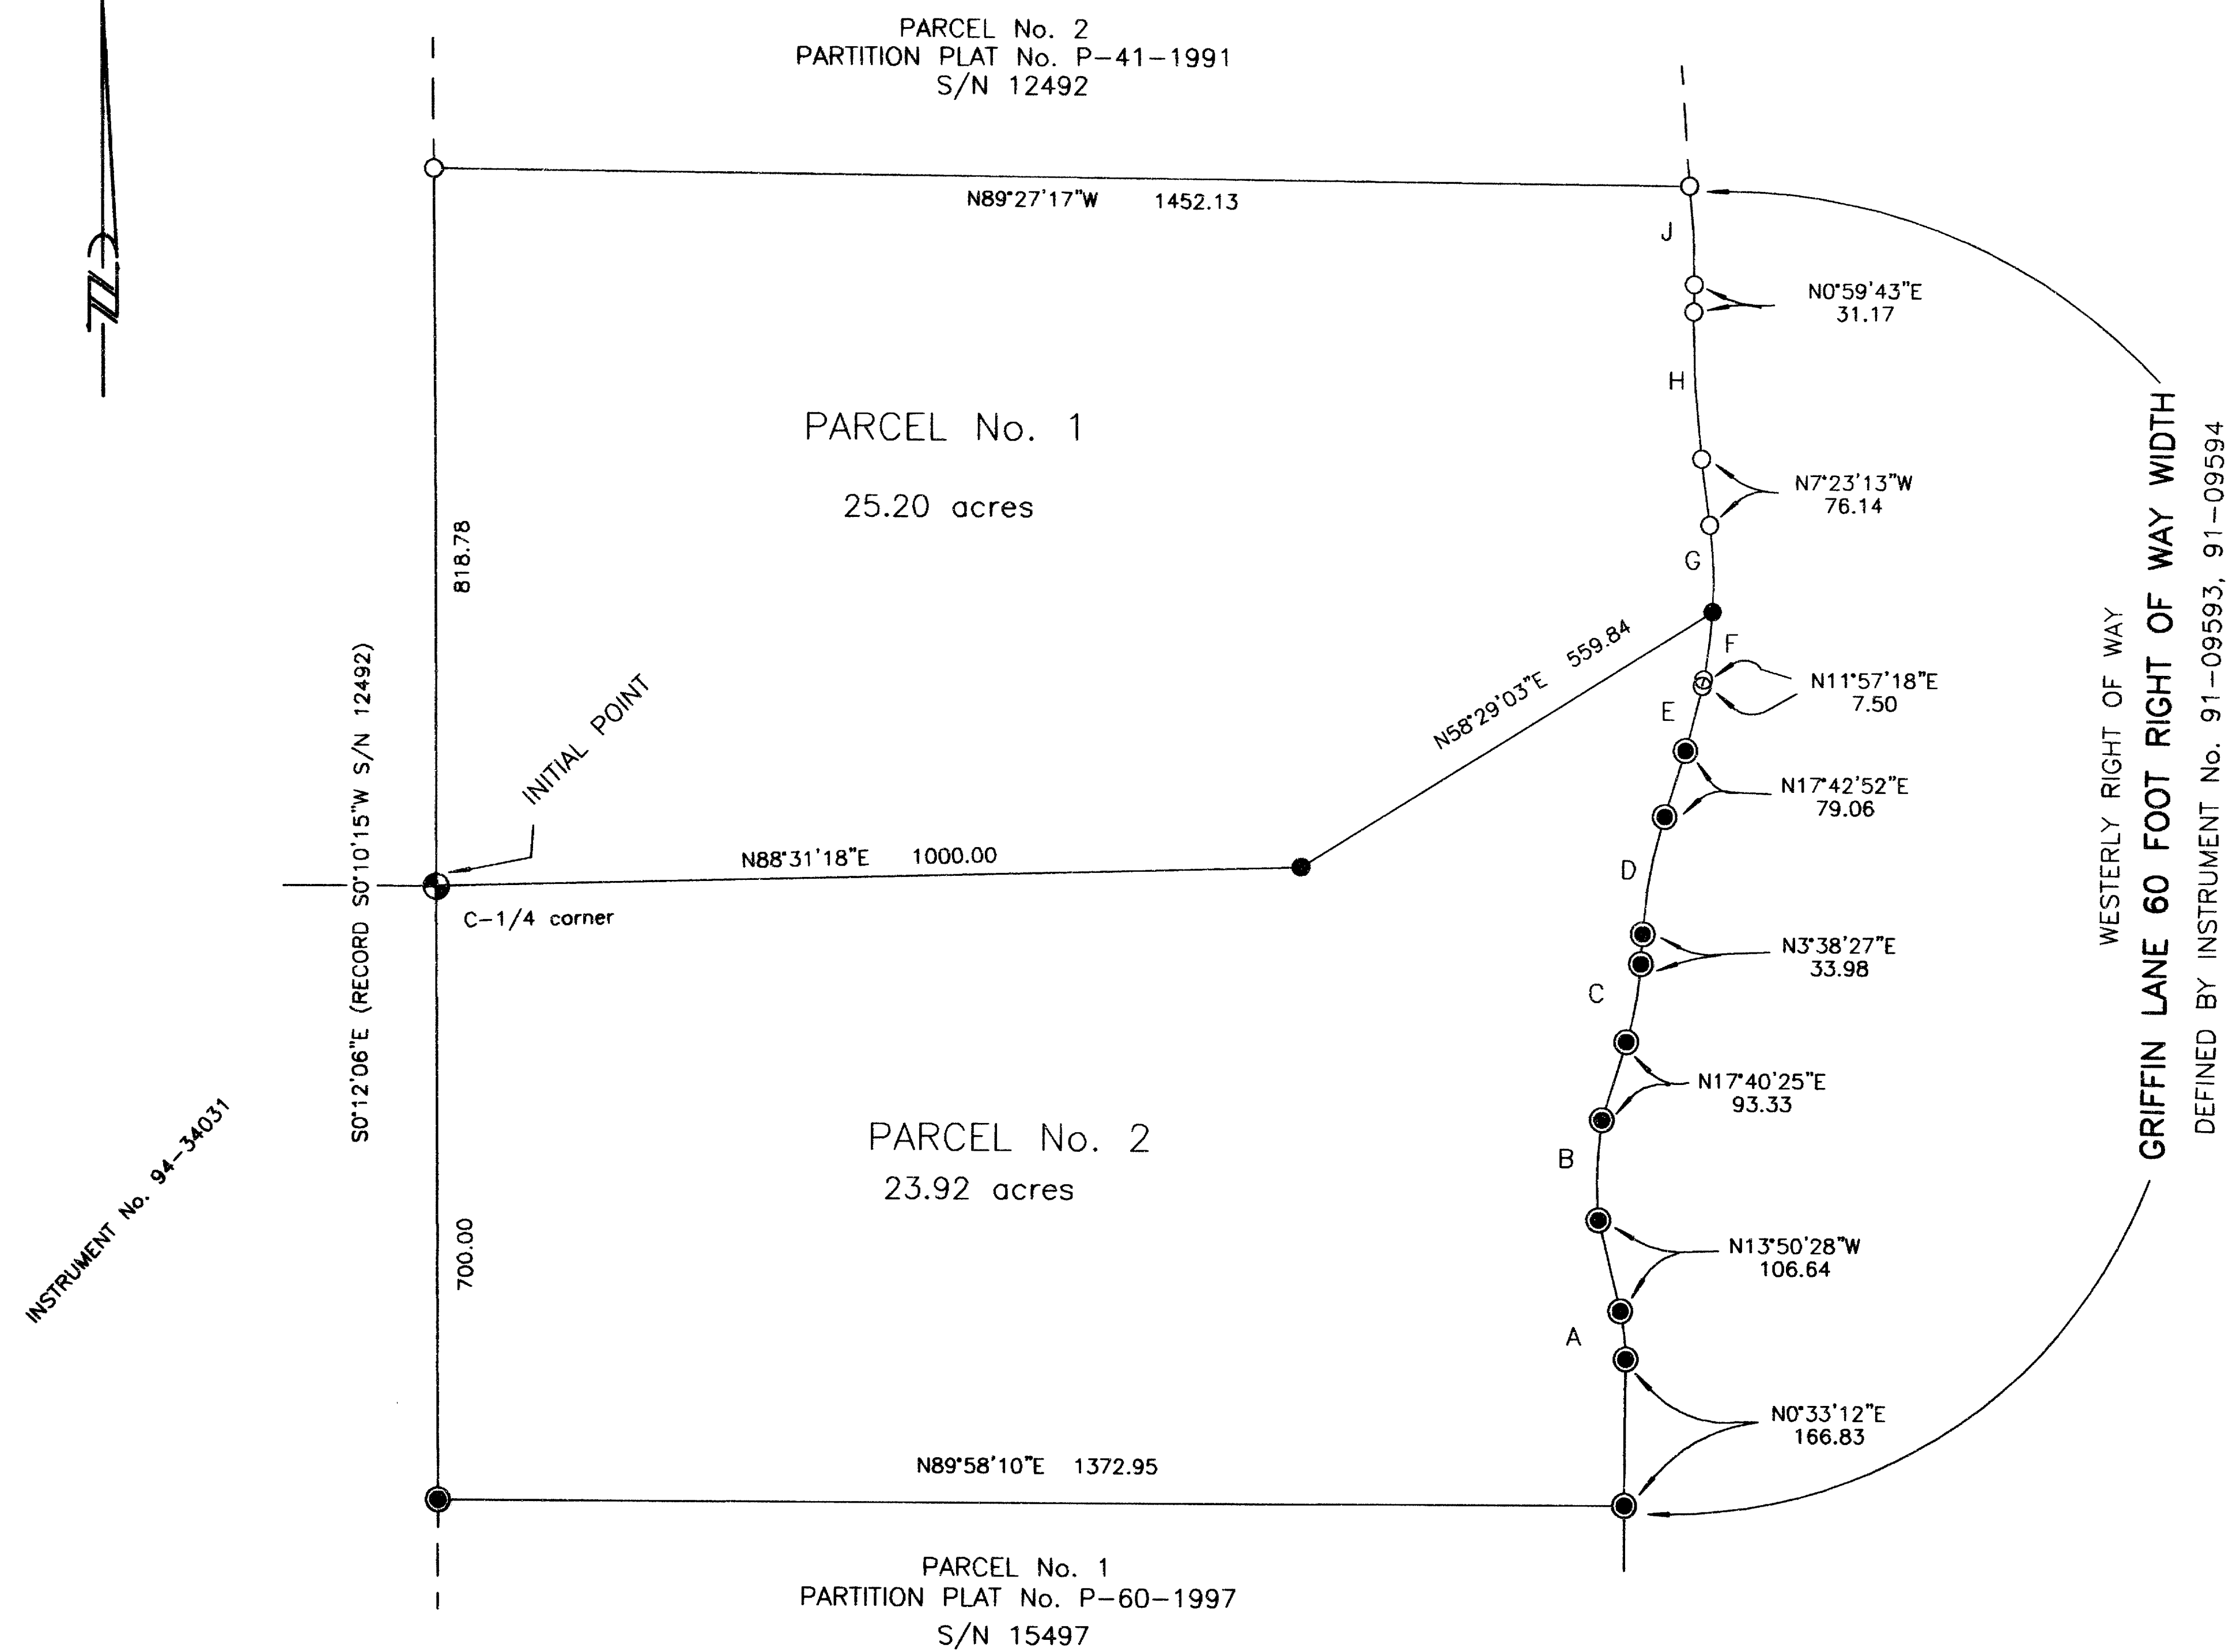 PARCEL No. 2
PARTITION PLAT No. P-41-1991
S/N 12492
N
N89°27'17"W 1452.13
J
N0°59'43"E
31.17
H
PARCEL No. 1
25.20 acres
N7°23'13"W
76.14
G
818.78
N58°29'03"E 559.84
F
N11°57'18"E
7.50
E
N17°42'52"E
79.06
INITIAL POINT
N88°31'18"E 1000.00
D
C-1/4 corner
S0°12'06"E (RECORD S0°10'15"W S/N 12492)
N3°38'27"E
33.98
C
N17°40'25"E
93.33
INSTRUMENT No. 94-34031
PARCEL No. 2
23.92 acres
B
700.00
N13°50'28"W
106.64
A
N0°33'12"E
166.83
N89°58'10"E 1372.95
WESTERLY RIGHT OF WAY
GRIFFIN LANE 60 FOOT RIGHT OF WAY WIDTH
DEFINED BY INSTRUMENT No. 91-09593, 91-09594
PARCEL No. 1
PARTITION PLAT No. P-60-1997
S/N 15497